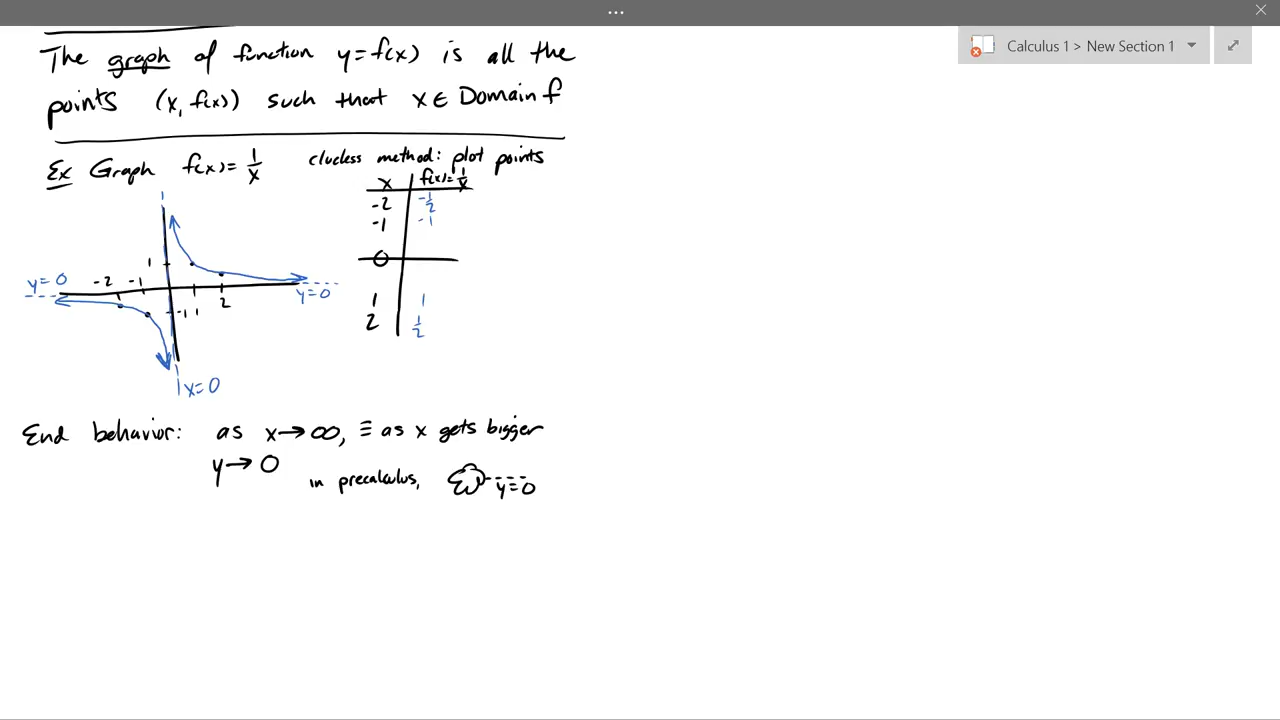 Calculus 1 > New Section 1
The graph of function y=f(x) is all the
points (x, f(x)) such that x ∈ Domain f
Ex Graph f(x) = 1/x clueless method: plot points
x f(x)=1/x
-2 -1/2
-1 -1
0
1 1
2 1/2
y=0 -2 -1 1
y=0
-1 1 2
x=0
End behavior: as x→∞, ≡ as x gets bigger
y→0
in precalculus, y=0